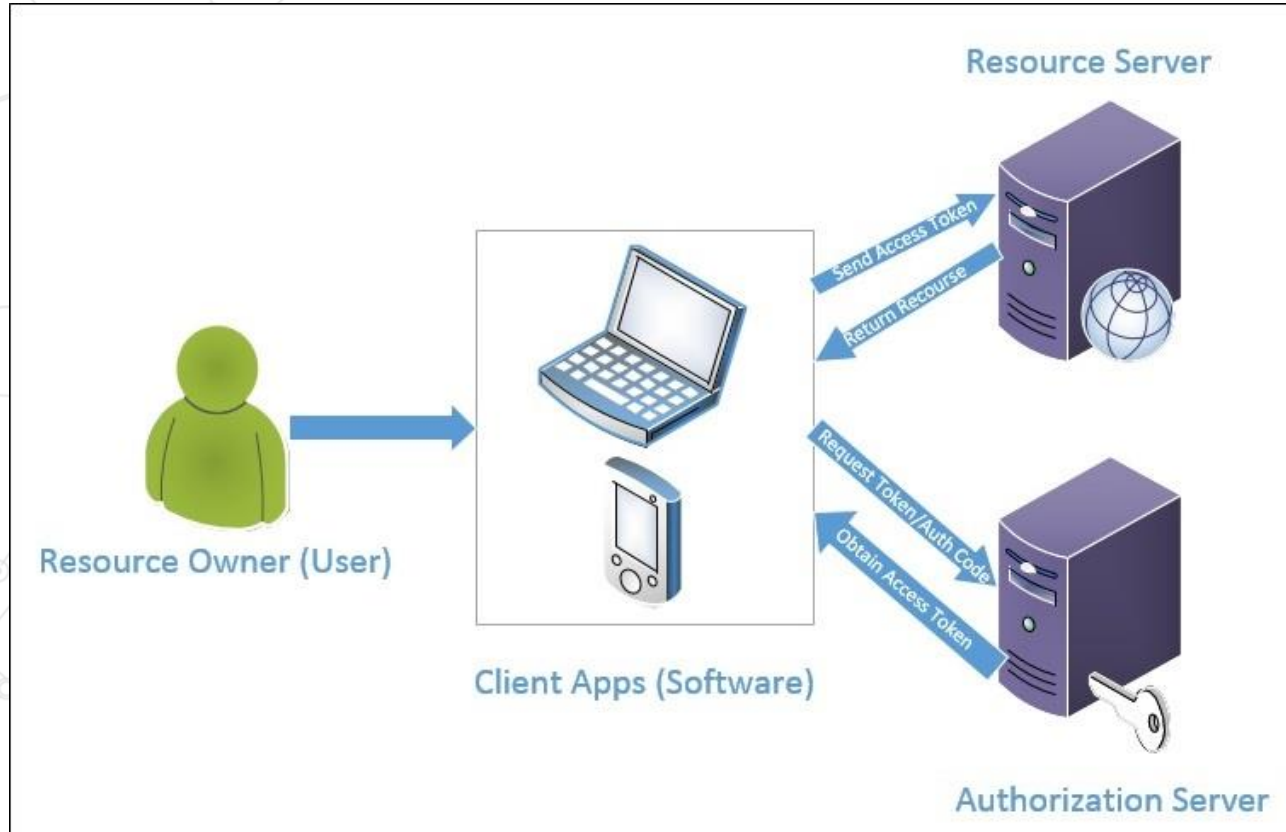 Resource Server
Send Access Token
Return Recourse
Request Token/Auth Code
Obtain Access Token
Resource Owner (User)
Client Apps (Software)
Authorization Server